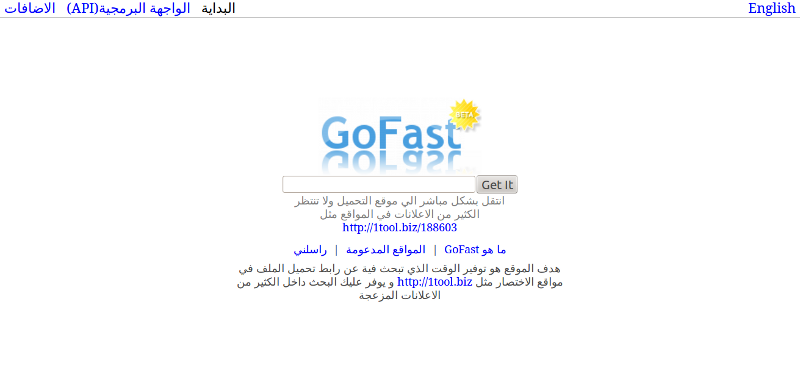 البداية الواجهة البرمجية(API) الاضافات English
BETA
GoFast
Get It
انتقل بشكل مباشر الي موقع التحميل ولا تنتظر
الكثير من الاعلانات في المواقع مثل
http://1tool.biz/188603
ما هو GoFast | المواقع المدعومة | راسلني
هدف الموقع هو توفير الوقت الذي تبحث فية عن رابط تحميل الملف في
مواقع الاختصار مثل http://1tool.biz و يوفر عليك البحث داخل الكثير من
الاعلانات المزعجة